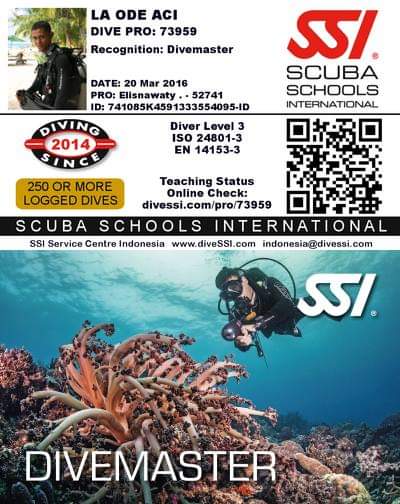 LA ODE ACI
DIVE PRO: 73959
Recognition: Divemaster
DATE: 20 Mar 2016
PRO: Elisnawaty . - 52741
ID: 741085K4591333554095-ID
SSI
®
SCUBA
SCHOOLS
INTERNATIONAL
DIVING
2014
SINCE
Diver Level 3
ISO 24801-3
EN 14153-3
250 OR MORE
LOGGED DIVES
Teaching Status
Online Check:
divessi.com/pro/73959
SCUBA SCHOOLS INTERNATIONAL
SSI Service Centre Indonesia www.diveSSI.com indonesia@divessi.com
SSI
®
DIVEMASTER